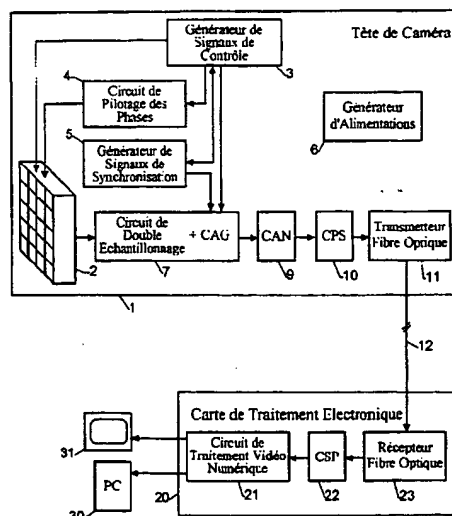 Générateur de
Signaux de
Contrôle
3
Tête de Caméra
4
Circuit de
Pilotage des
Phases
5
Générateur de
Signaux de
Synchronisation
Générateur
d'Alimentations
6
2
Circuit de
Double + CAG
Echantillonnage
7
CAN
9
CPS
10
Transmetteur
Fibre Optique
11
1
12
Carte de Traitement Electronique
31
Circuit de
Traitement Vidéo
Numérique
21
CSP
22
Récepteur
Fibre Optique
23
PC
30
20